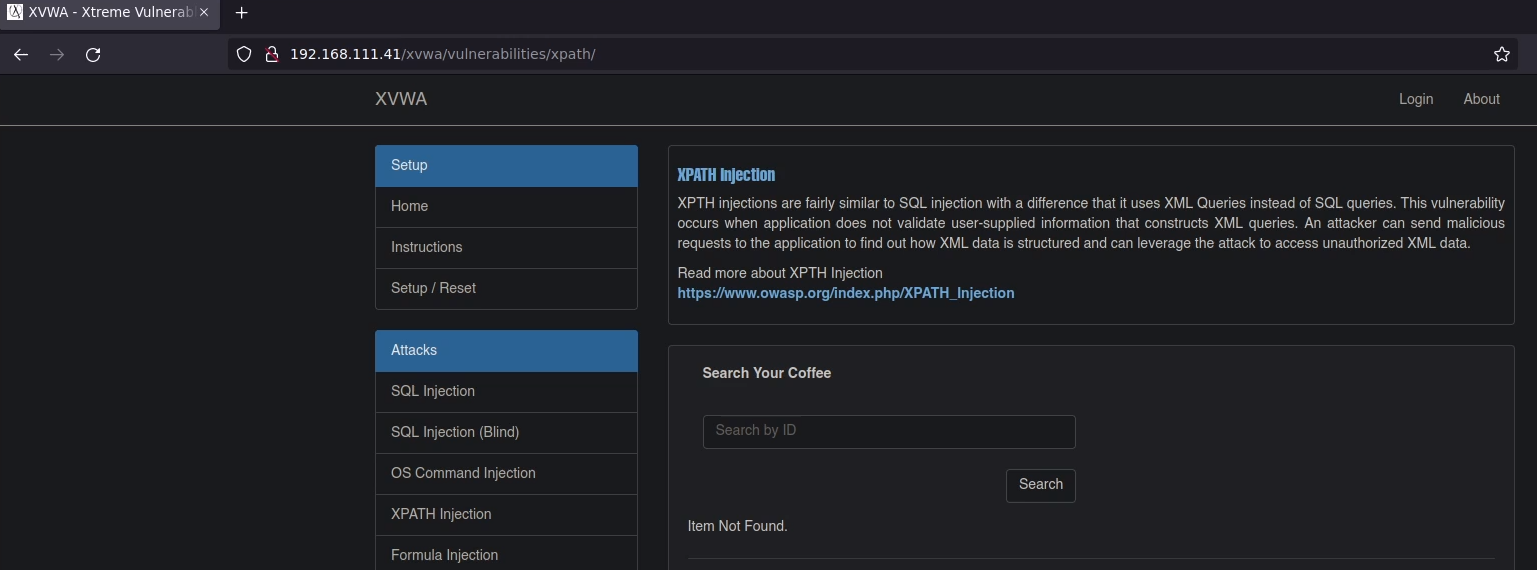 XVWA - Xtreme Vulnerabl
192.168.111.41/xvwa/vulnerabilities/xpath/
XVWA
Login
About
Setup
Home
Instructions
Setup / Reset
Attacks
SQL Injection
SQL Injection (Blind)
OS Command Injection
XPATH Injection
Formula Injection
XPATH Injection
XPTH injections are fairly similar to SQL injection with a difference that it uses XML Queries instead of SQL queries. This vulnerability
occurs when application does not validate user-supplied information that constructs XML queries. An attacker can send malicious
requests to the application to find out how XML data is structured and can leverage the attack to access unauthorized XML data.
Read more about XPTH Injection
https://www.owasp.org/index.php/XPATH_Injection
Search Your Coffee
Search by ID
Search
Item Not Found.